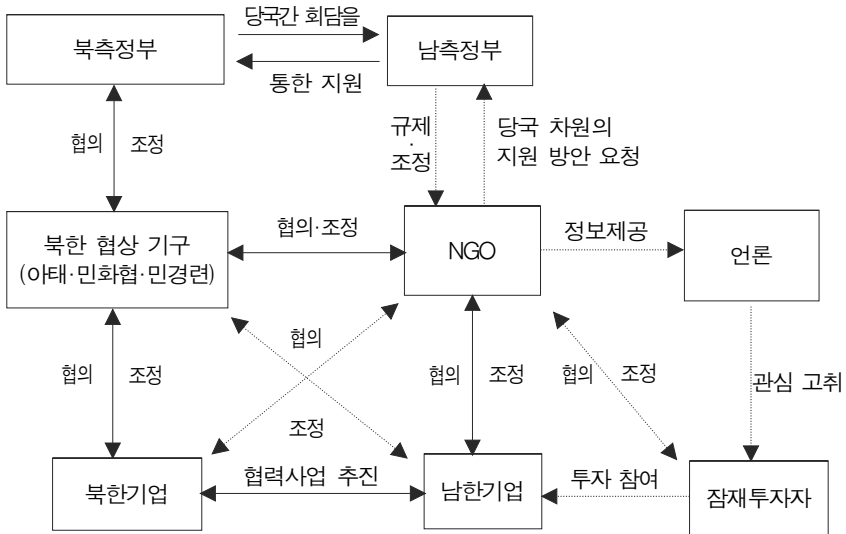 당국간 회담을
북측정부
남측정부
통한 지원
협의 조정
규제
·
조정
당국 차원의
지원 방안 요청
북한 협상 기구
(아태·민화협·민경련)
협의·조정
NGO
정보제공
언론
협의 조정
협의
조정
협의 조정
협의 조정
관심 고취
북한기업
협력사업 추진
남한기업
투자 참여
잠재투자자